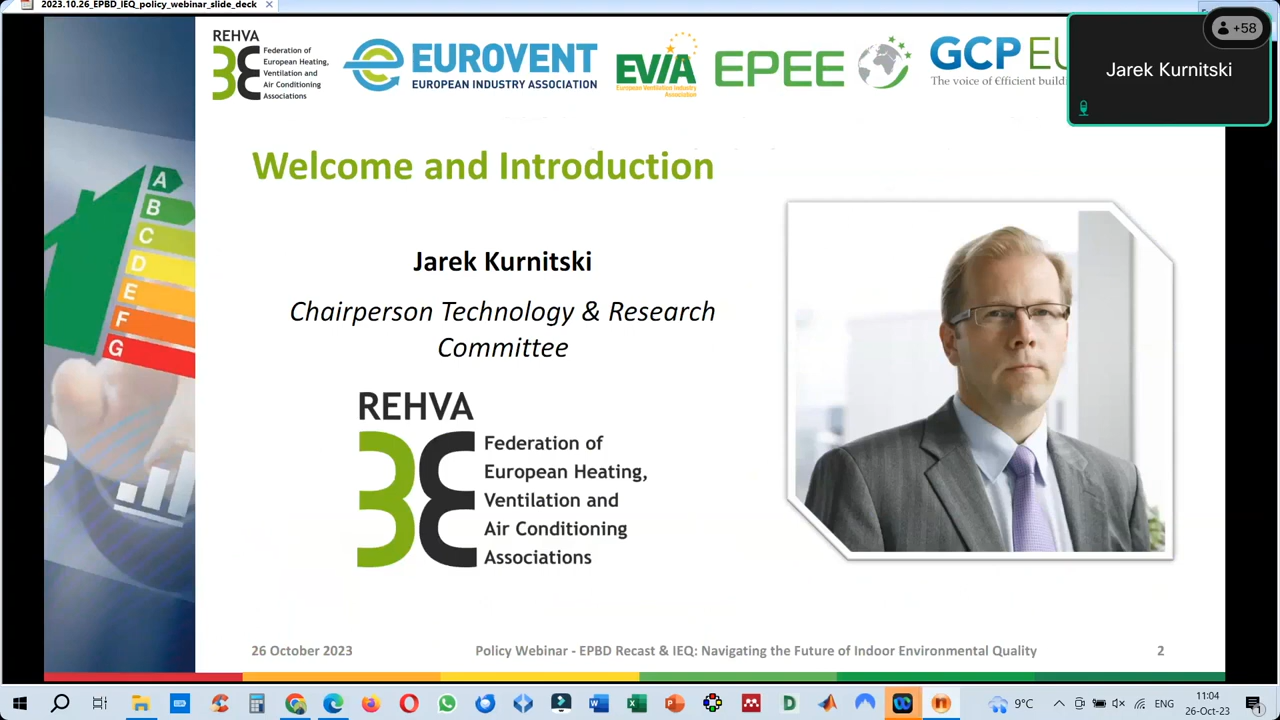 2023.10.26_EPBD_IEQ_policy_webinar_slide_deck
REHVA
Federation of
European Heating,
Ventilation and
Air Conditioning
Associations
EUROVENT
EUROPEAN INDUSTRY ASSOCIATION
EVIA
European Ventilation Industry
Association
EPEE
GCP EU
The voice of €fficient build
+58
Jarek Kurnitski
Welcome and Introduction
A
B
C
D
E
F
G
Jarek Kurnitski
Chairperson Technology & Research
Committee
REHVA
Federation of
European Heating,
Ventilation and
Air Conditioning
Associations
26 October 2023
Policy Webinar - EPBD Recast & IEQ: Navigating the Future of Indoor Environmental Quality
2
9°C
ENG
11:04
26-Oct-23
1